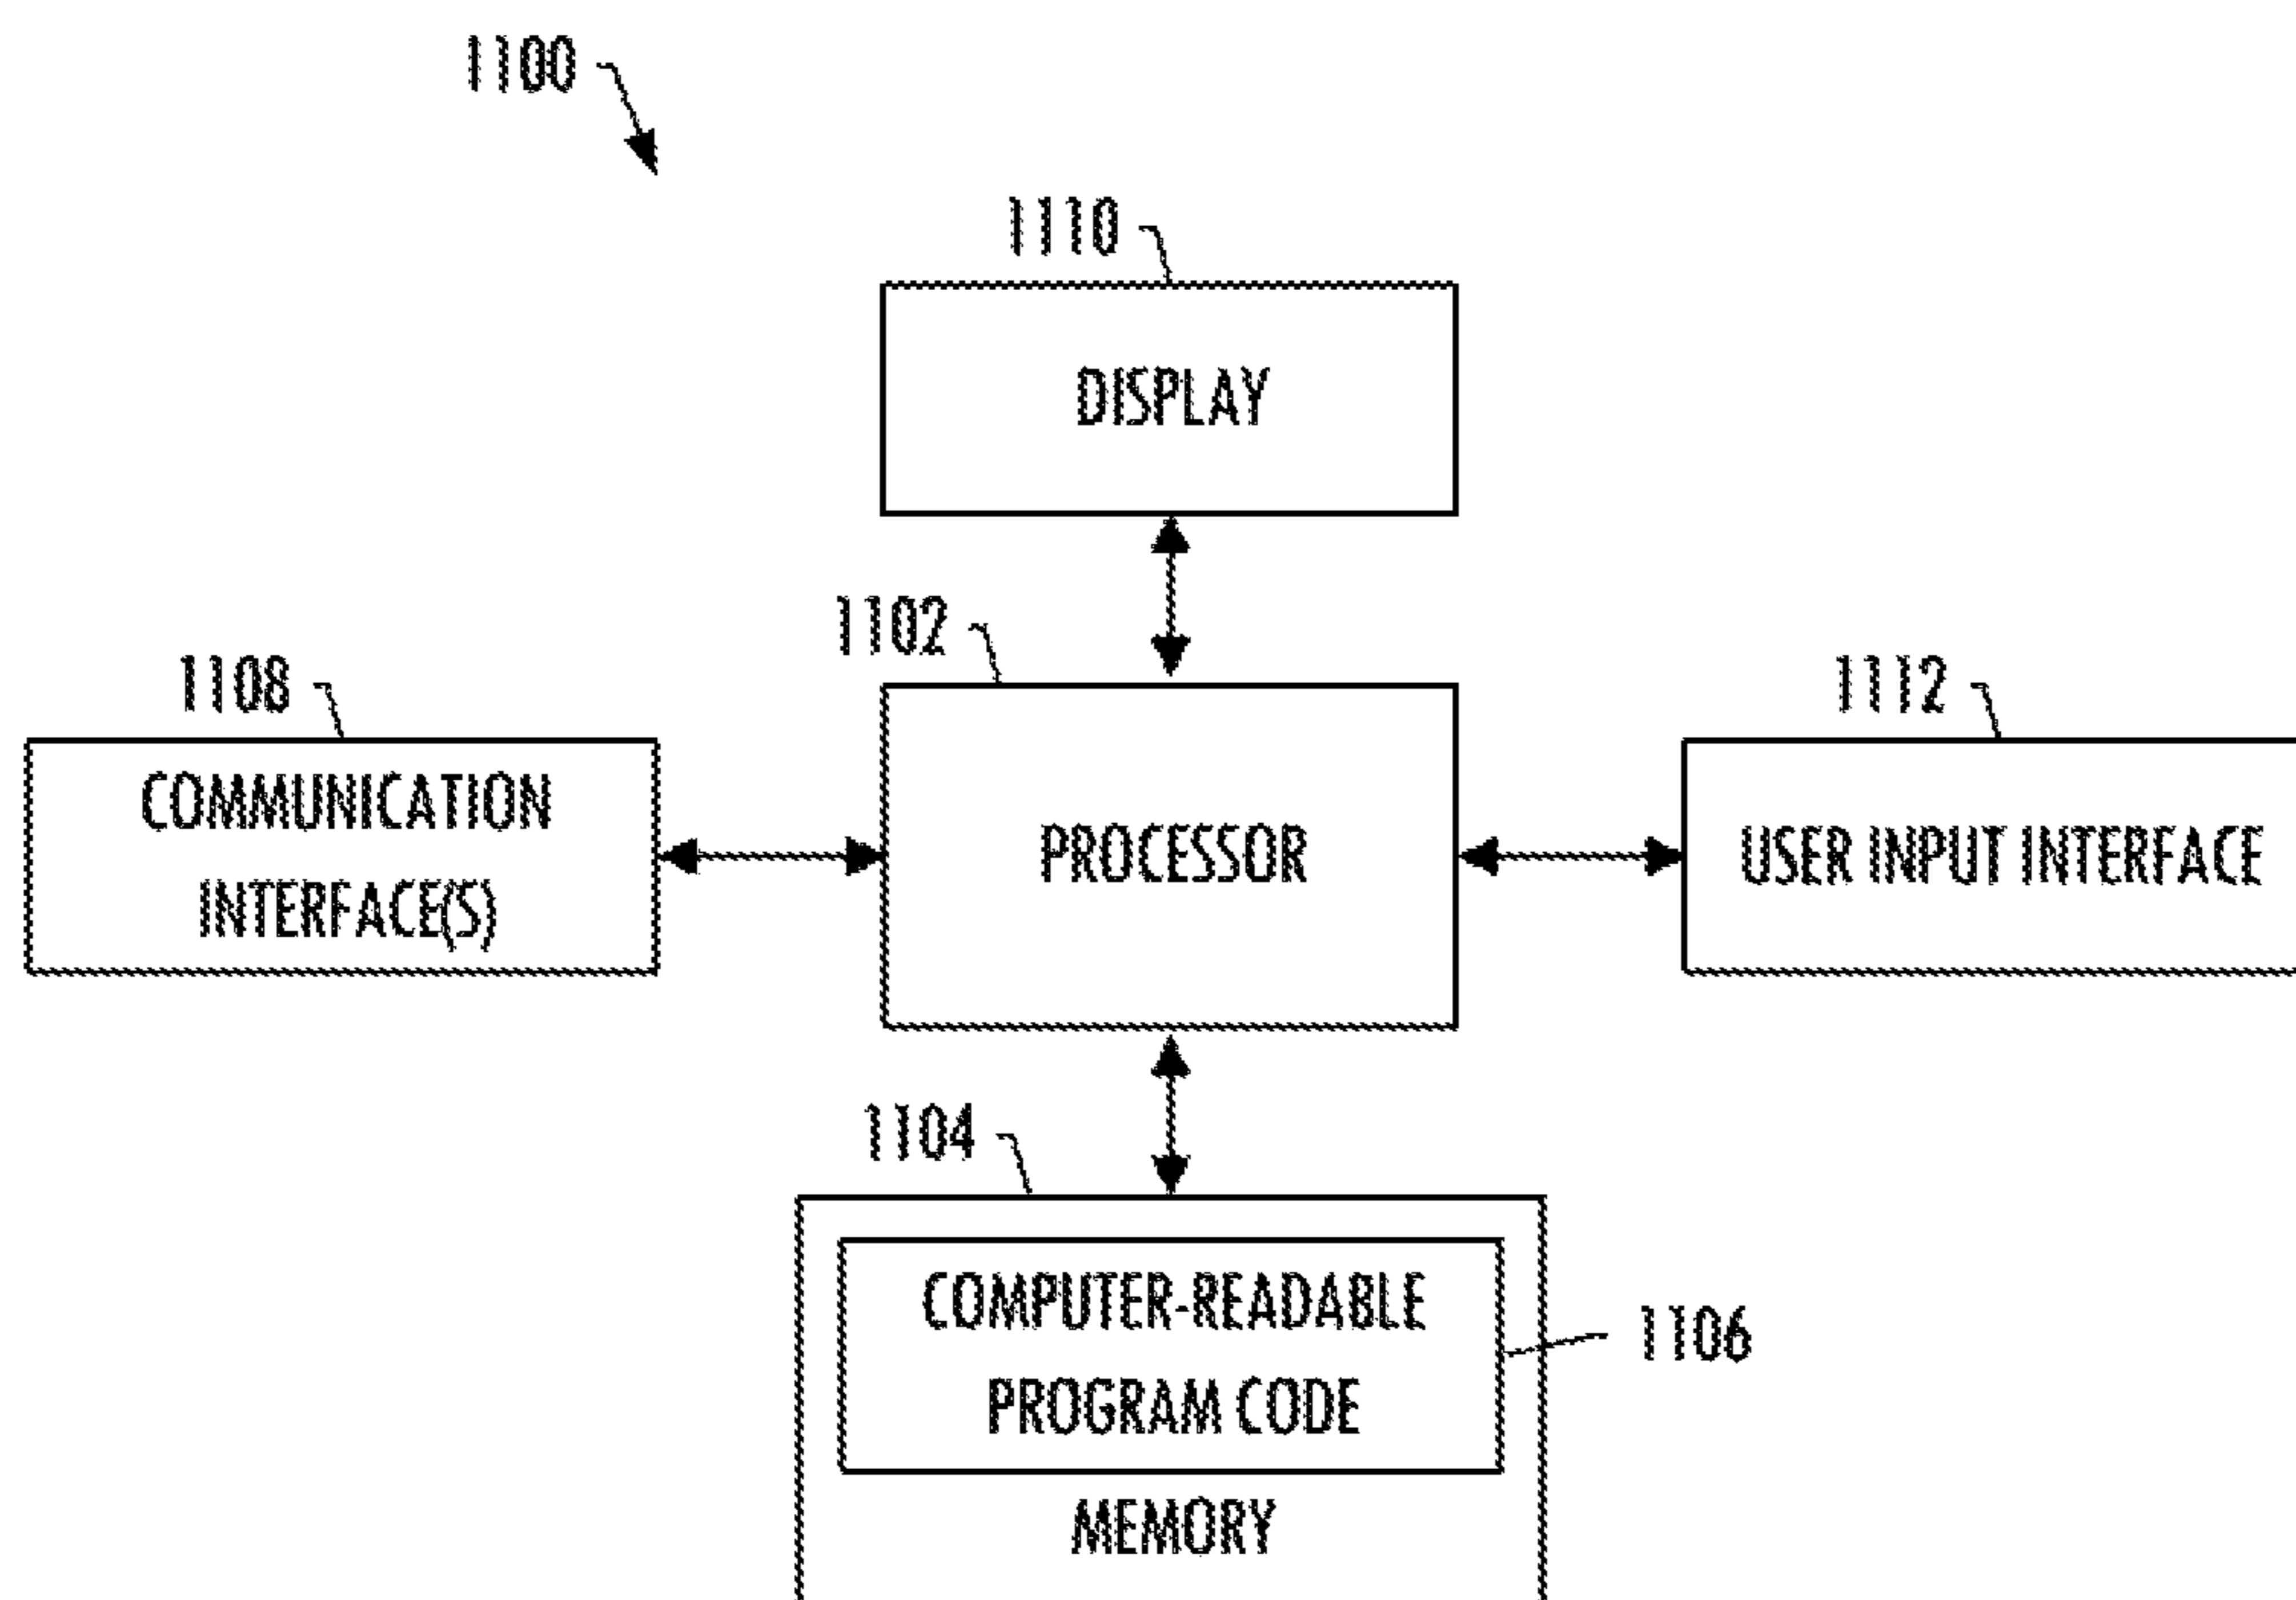 1100
1110
DISPLAY
1102
1108
1112
COMMUNICATION
INTERFACE(S)
PROCESSOR
USER INPUT INTERFACE
1104
COMPUTER-READABLE
PROGRAM CODE
1106
MEMORY